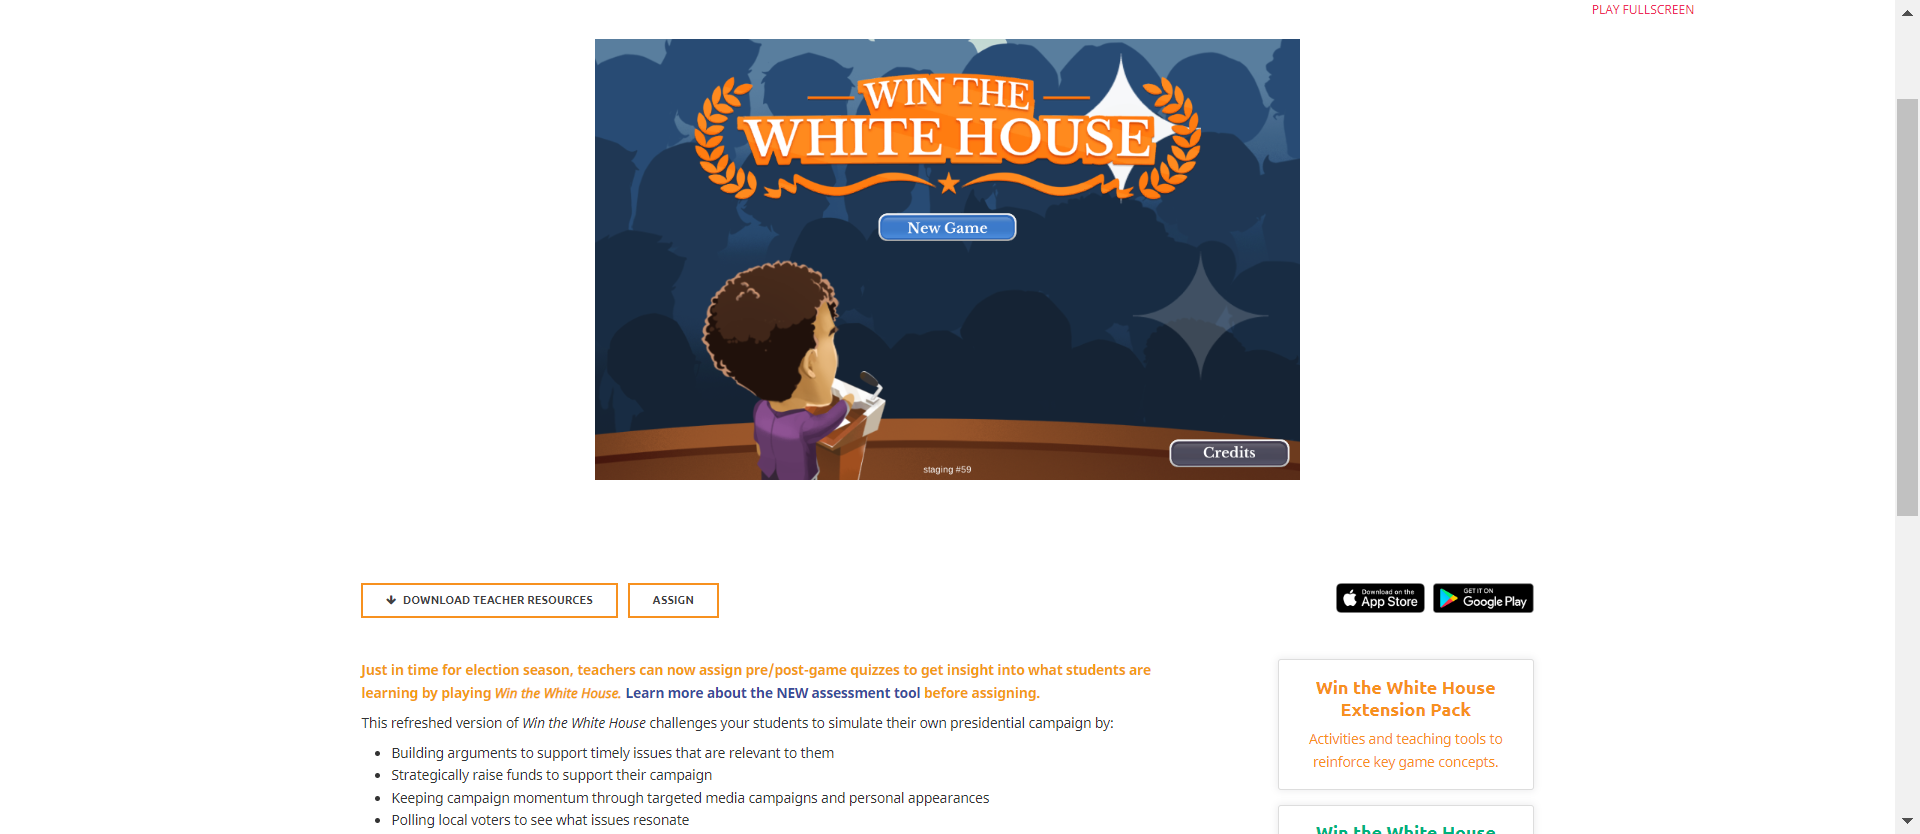 PLAY FULLSCREEN
WIN THE
WHITE HOUSE
New Game
Credits
staging #59
DOWNLOAD TEACHER RESOURCES
ASSIGN
Download on the
App Store
GET IT ON
Google Play
Just in time for election season, teachers can now assign pre/post-game quizzes to get insight into what students are
learning by playing Win the White House. Learn more about the NEW assessment tool before assigning.
This refreshed version of Win the White House challenges your students to simulate their own presidential campaign by:
Building arguments to support timely issues that are relevant to them
Strategically raise funds to support their campaign
Keeping campaign momentum through targeted media campaigns and personal appearances
Polling local voters to see what issues resonate
Win the White House
Extension Pack
Activities and teaching tools to
reinforce key game concepts.
Win the White House